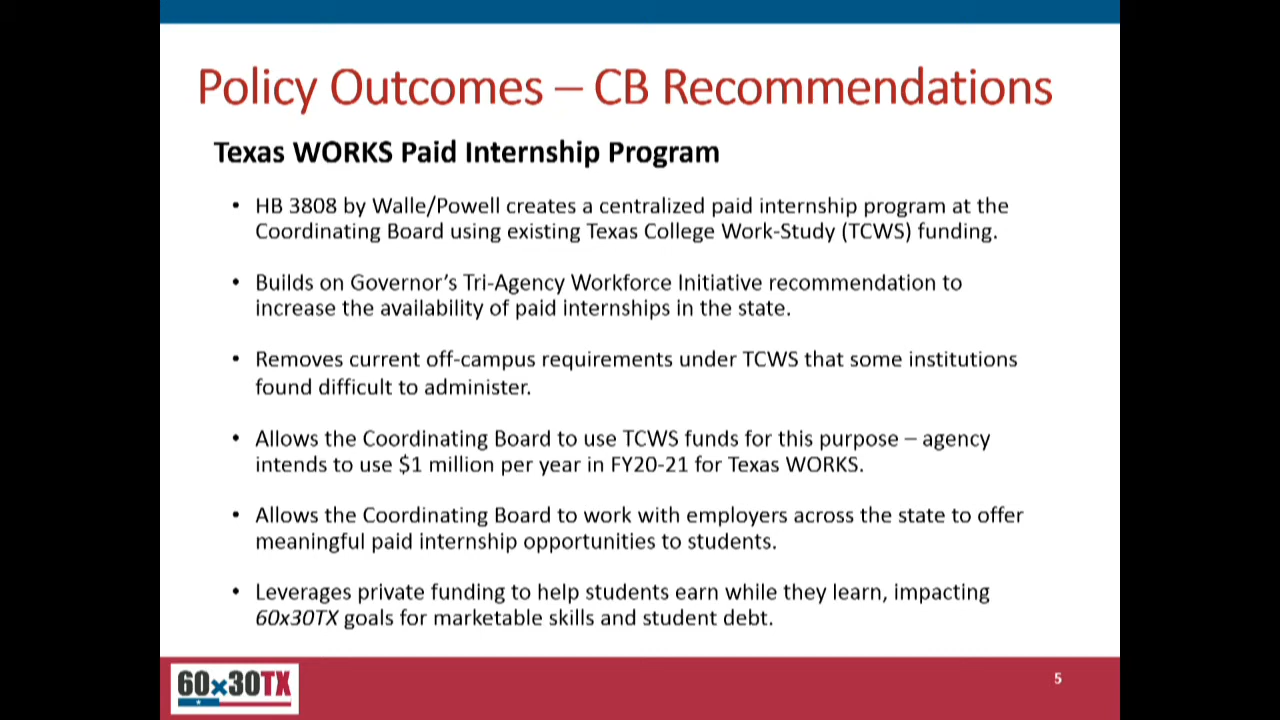 Policy Outcomes – CB Recommendations
Texas WORKS Paid Internship Program
• HB 3808 by Walle/Powell creates a centralized paid internship program at the
Coordinating Board using existing Texas College Work-Study (TCWS) funding.
• Builds on Governor’s Tri-Agency Workforce Initiative recommendation to
increase the availability of paid internships in the state.
• Removes current off-campus requirements under TCWS that some institutions
found difficult to administer.
• Allows the Coordinating Board to use TCWS funds for this purpose – agency
intends to use $1 million per year in FY20-21 for Texas WORKS.
• Allows the Coordinating Board to work with employers across the state to offer
meaningful paid internship opportunities to students.
• Leverages private funding to help students earn while they learn, impacting
60x30TX goals for marketable skills and student debt.
60x30TX
5